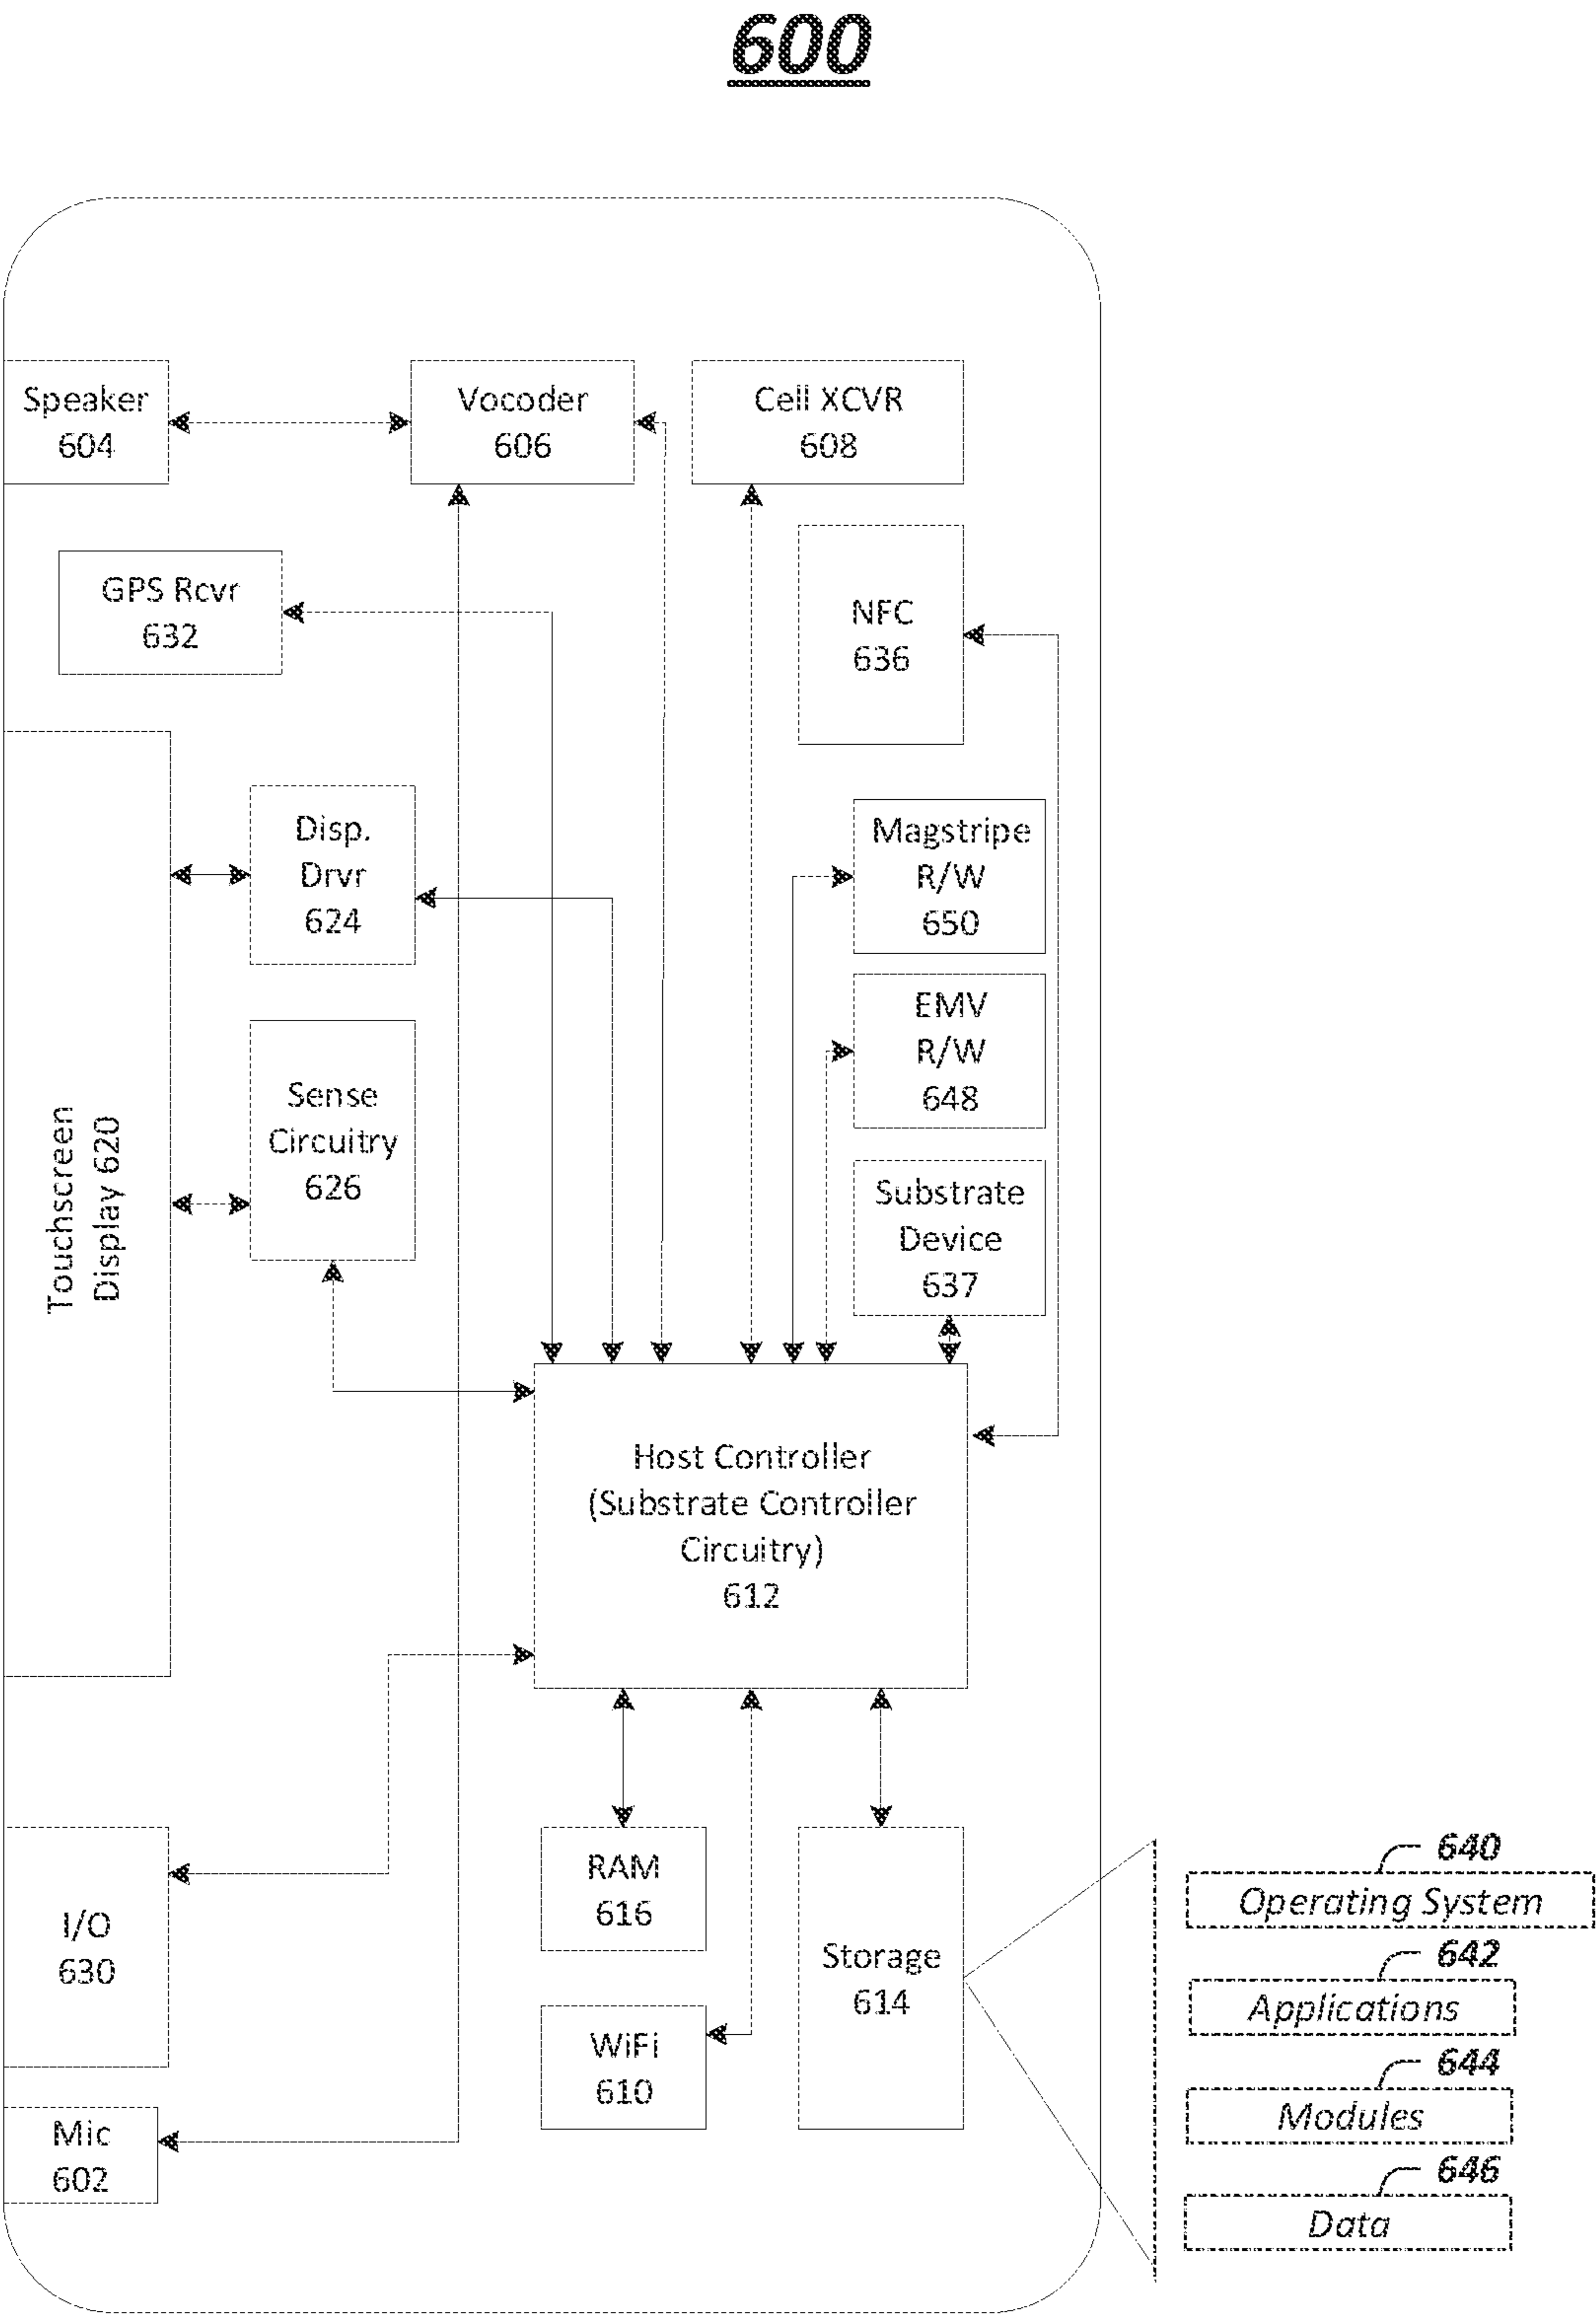 600
Speaker
604
Vocoder
606
Cell XCVR
608
GPS Rcvr
632
NFC
636
Disp.
Drvr
624
Magstripe
R/W
650
EMV
R/W
648
Sense
Circuitry
626
Touchscreen
Display 620
Substrate
Device
637
Host Controller
(Substrate Controller
Circuitry)
612
I/O
630
RAM
616
Storage
614
WiFi
610
Mic
602
640
Operating System
642
Applications
644
Modules
646
Data